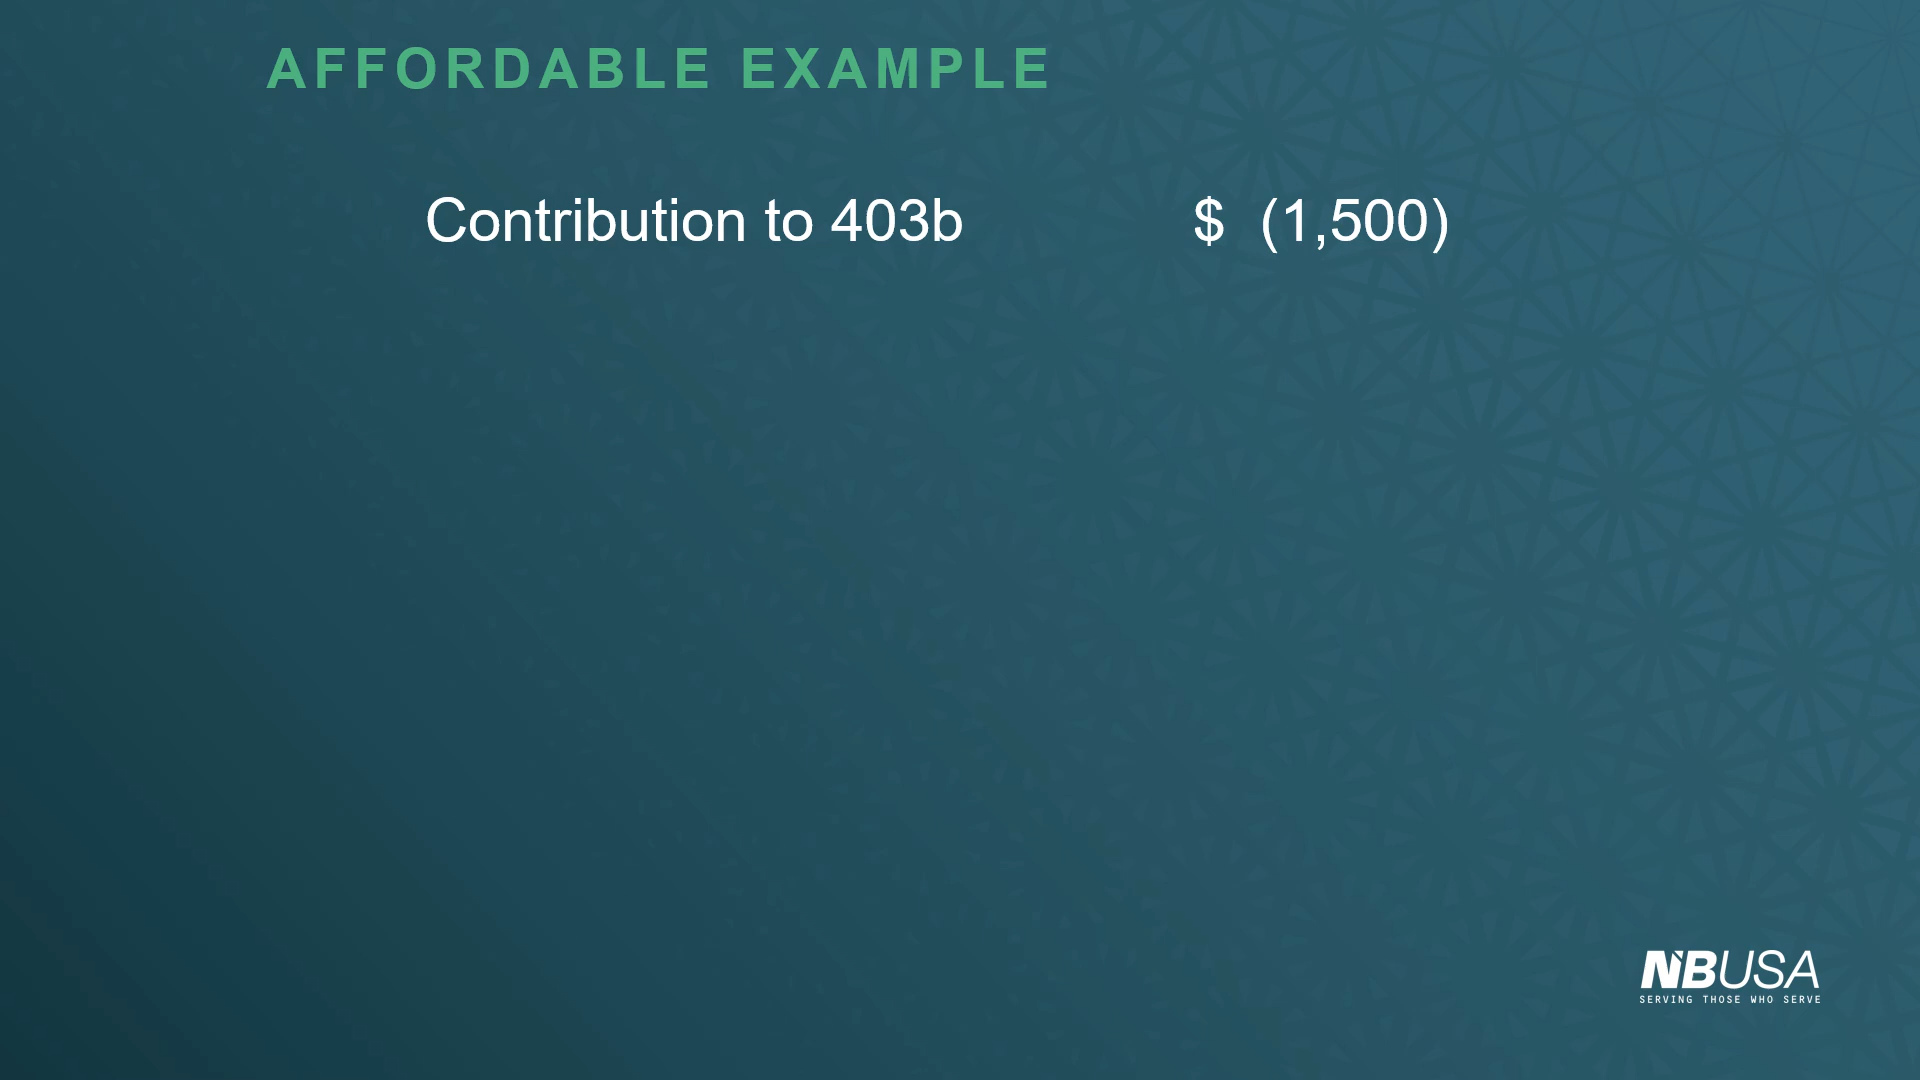 AFFORDABLE EXAMPLE
Contribution to 403b $ (1,500)
NBUSA
SERVING THOSE WHO SERVE